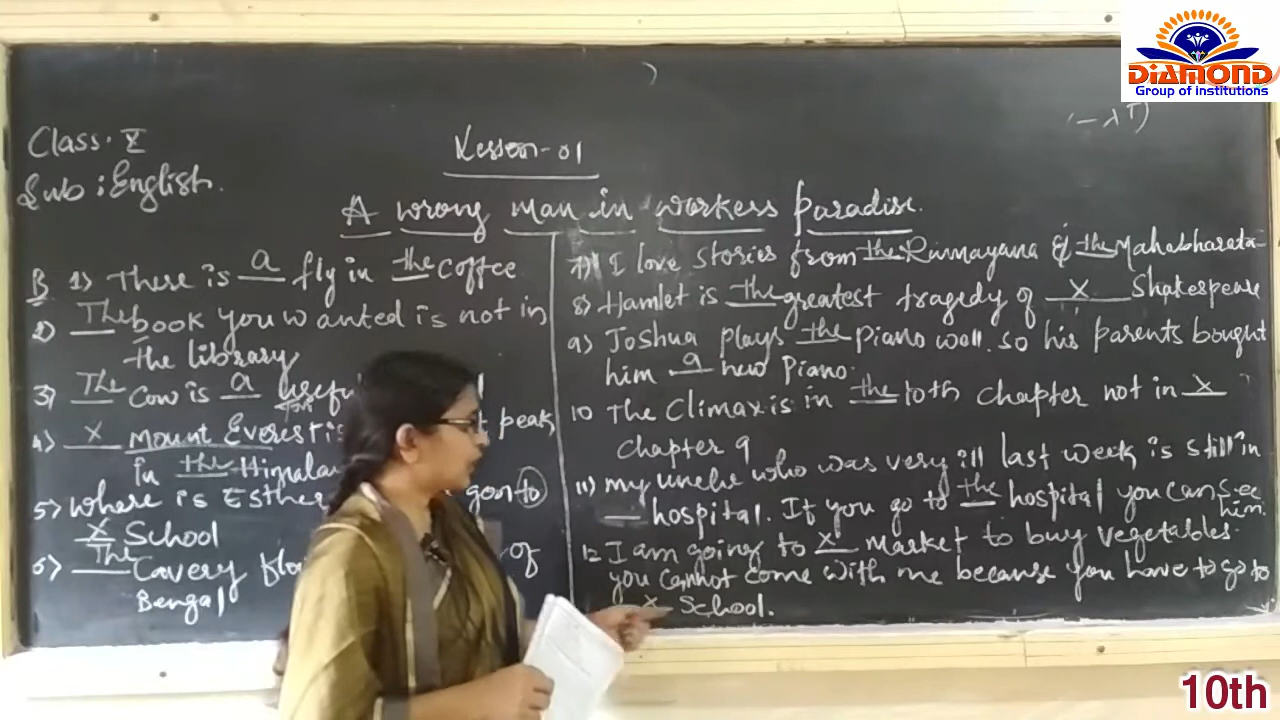 DIAMOND
Group of institutions
Class: X
Sub: English.
Lesson-01
A wrong man in workess paradise.
B 1) There is a fly in the Coffee
2) The book you wanted is not in
the library
3) The Cow is a useful
4) X Mount Everest is peak
in the
5) Where is Esther gon to
X School
6) The Cavery of
Bengal
7) I love stories from the Ramayana & the Mahabharata
8) Hamlet is the greatest tragedy of X Shakespeare
9) Joshua plays the piano well. so his parents bought
him a new Piano.
10 The Climax is in the 10th chapter not in X
chapter 9
11) my uncle who was very ill last week is still in
hospital. If you go to the hospital you can see
him.
12 I am going to X market to buy vegetables.
you cannot come with me because you have to go to
X School.
10th